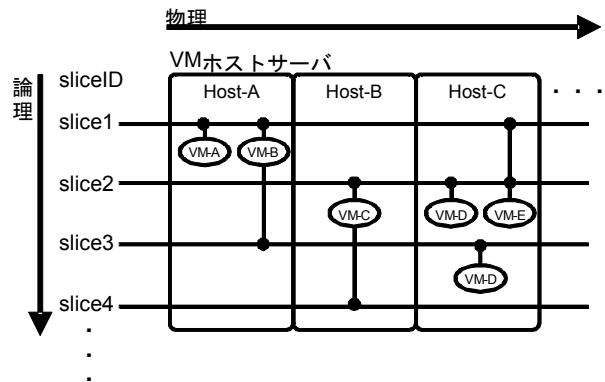 物理
VMホストサーバ
論理
sliceID
Host-A
Host-B
Host-C
・・・
slice1
VM-A
VM-B
slice2
VM-C
VM-D
VM-E
slice3
VM-D
slice4
・
・
・